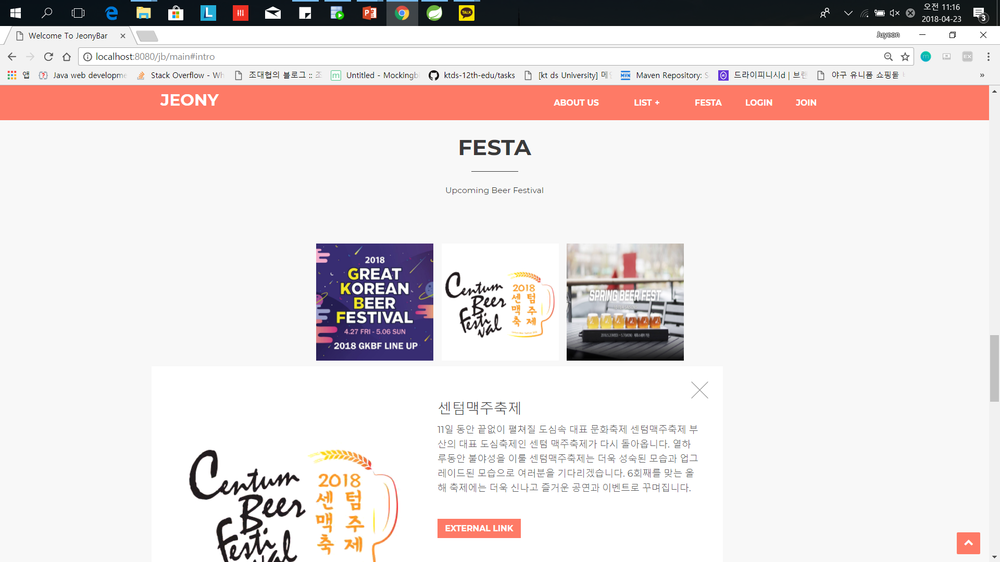 오전 11:16
2018-04-23
3
Welcome To JeonyBar
Juyeon
localhost:8080/jb/main#intro
앱 Java web developme Stack Overflow - Wh 조대협의 블로그 :: 조 Untitled - Mockingbi ktds-12th-edu/tasks [kt ds University] 메인 Maven Repository: S 드라이피니시d | 브랜 야구 유니폼 쇼핑몰
JEONY
ABOUT US LIST + FESTA LOGIN JOIN
FESTA
Upcoming Beer Festival
2018
GREAT
KOREAN
BEER
FESTIVAL
4.27 FRI - 5.06 SUN
2018 GKBF LINE UP
Centum
Beer
Festi
val
2018
센텀
맥주
축제
SPRING BEER FEST
센텀맥주축제
11일 동안 끝없이 펼쳐질 도심속 대표 문화축제 센텀맥주축제 부
산의 대표 도심축제인 센텀 맥주축제가 다시 돌아옵니다. 열하
루동안 불야성을 이룰 센텀맥주축제는 더욱 성숙된 모습과 업그
레이드된 모습으로 여러분을 기다리겠습니다. 6회째를 맞는 올
해 축제에는 더욱 신나고 즐거운 공연과 이벤트로 꾸며집니다.
EXTERNAL LINK
Centum
Beer
Festi
val
2018
센텀
맥주
축제